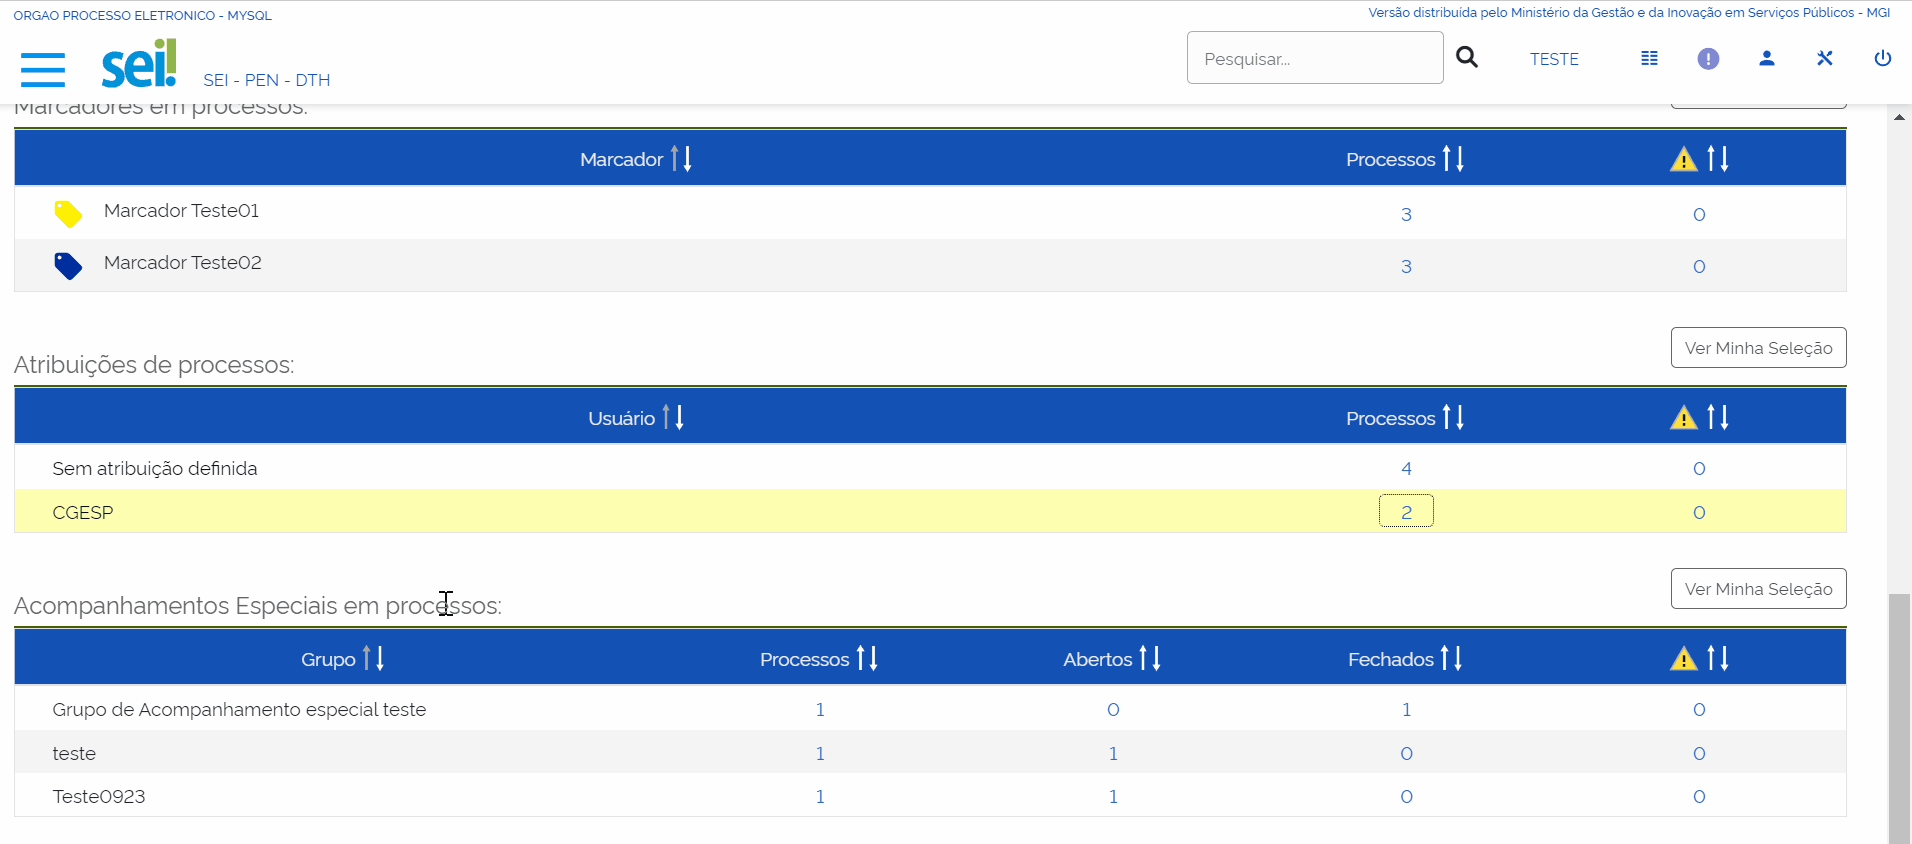 ORGAO PROCESSO ELETRONICO - MYSQL
Versão distribuída pelo Ministério da Gestão e da Inovação em Serviços Públicos - MGI
sei!
SEI - PEN - DTH
Pesquisar...
TESTE
Marcadores em processos:
Marcador Processos
Marcador Teste01 3 0
Marcador Teste02 3 0
Atribuições de processos:
Ver Minha Seleção
Usuário Processos
Sem atribuição definida 4 0
CGESP 2 0
Acompanhamentos Especiais em processos:
Ver Minha Seleção
Grupo Processos Abertos Fechados
Grupo de Acompanhamento especial teste 1 0 1 0
teste 1 1 0 0
Teste0923 1 1 0 0